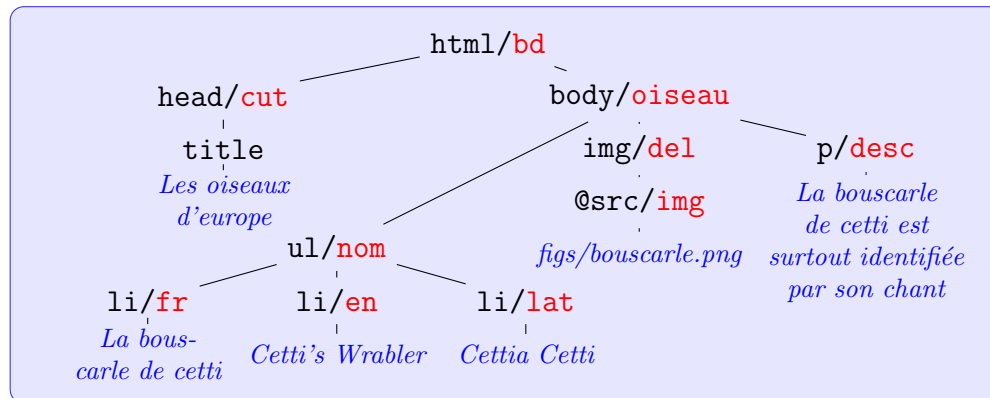 html/bd
head/cut
body/oiseau
title
img/del
p/desc
Les oiseaux
d'europe
@src/img
La bouscarle
de cetti est
surtout identifiée
par son chant
ul/nom
figs/bouscarle.png
li/fr
li/en
li/lat
La bous-
carle de cetti
Cetti's Wrabler
Cettia Cetti